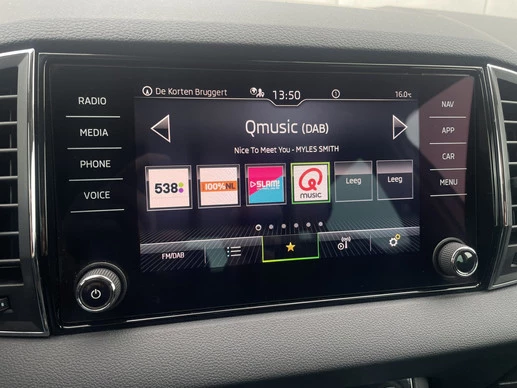 De Korten Bruggert 13:50 16.0°C
RADIO
MEDIA
PHONE
VOICE
Qmusic (DAB)
Nice To Meet You - MYLES SMITH
538 100%NL SLAM! Q MUSIC Leeg Leeg
FM/DAB
NAV
APP
CAR
MENU